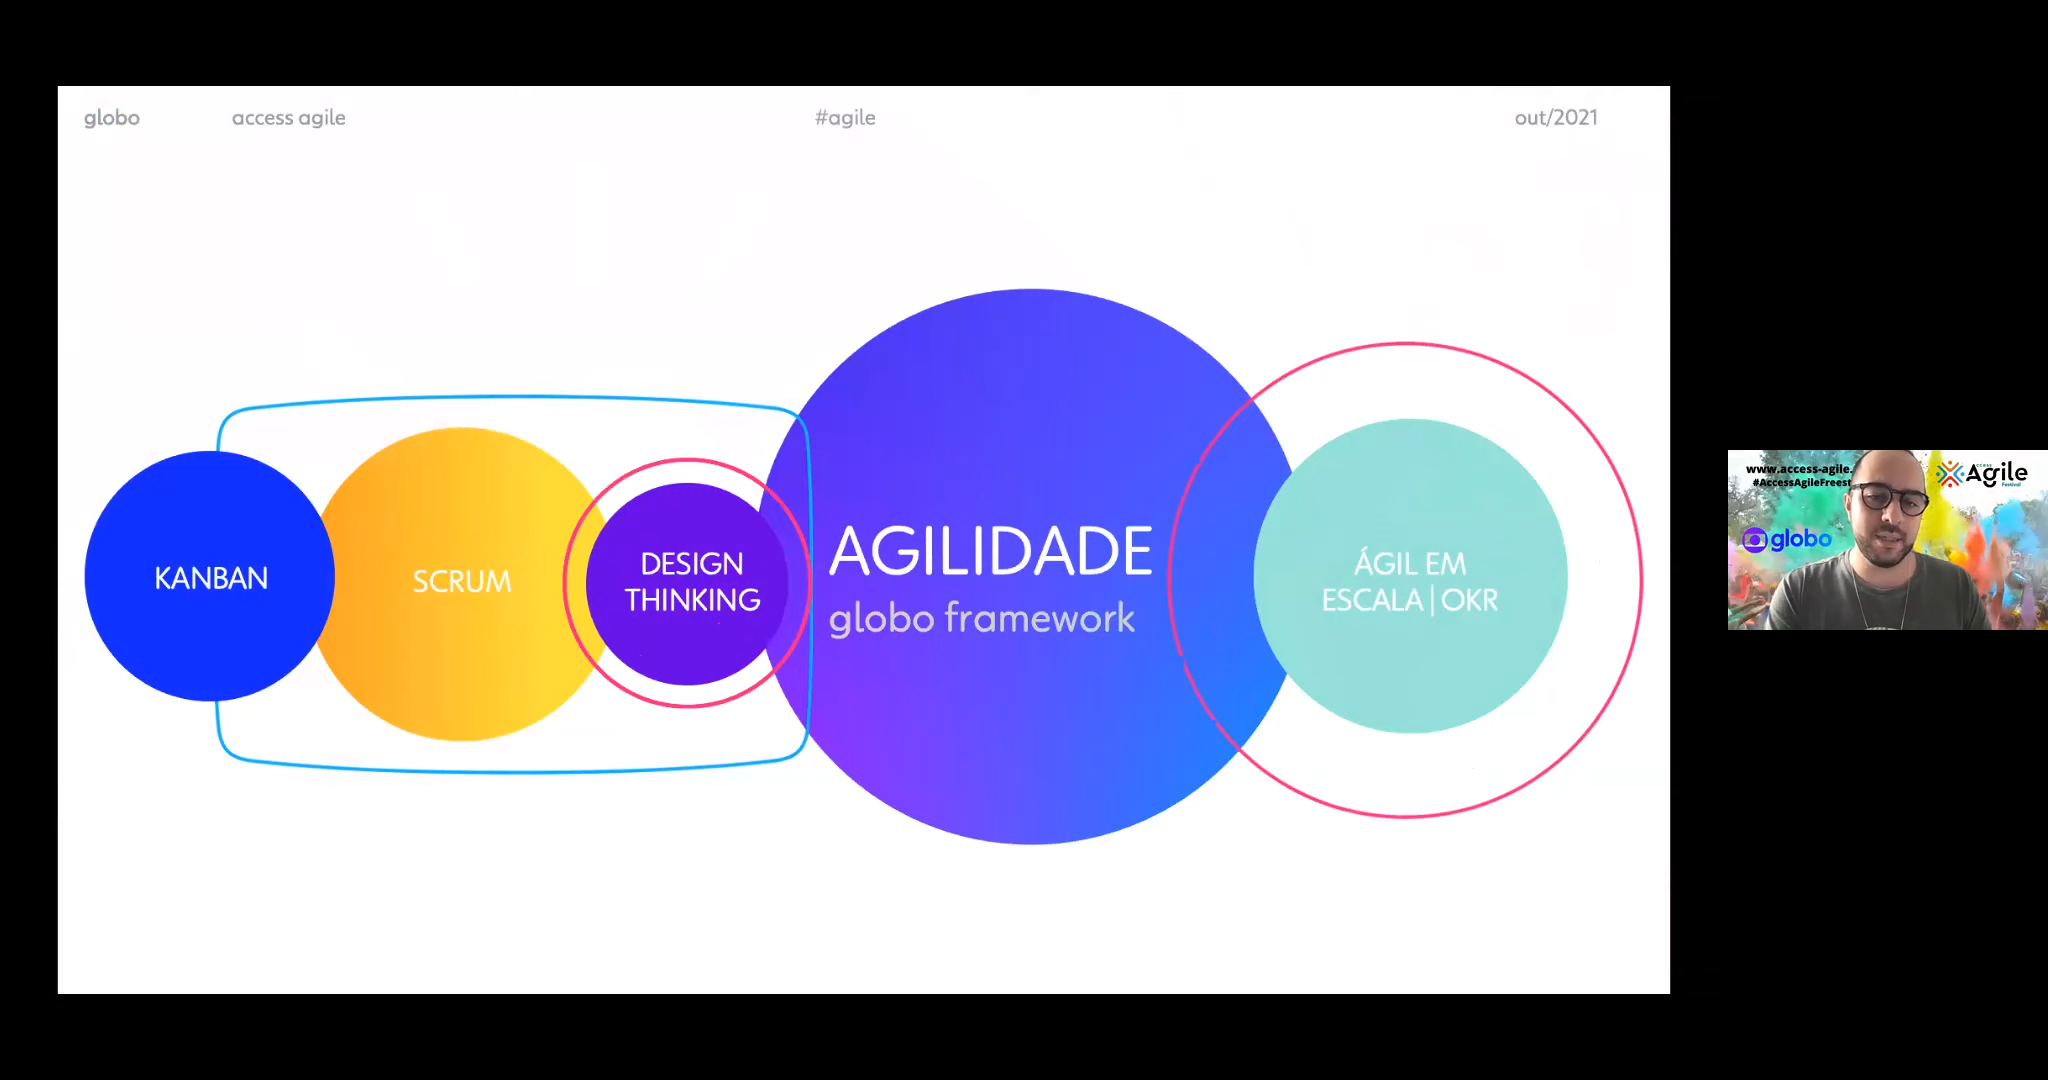 globo
access agile
#agile
out/2021
KANBAN
SCRUM
DESIGN
THINKING
AGILIDADE
globo framework
ÁGIL EM
ESCALA | OKR
www.access-agile.
#AccessAgileFreest
Agile
Festival
globo